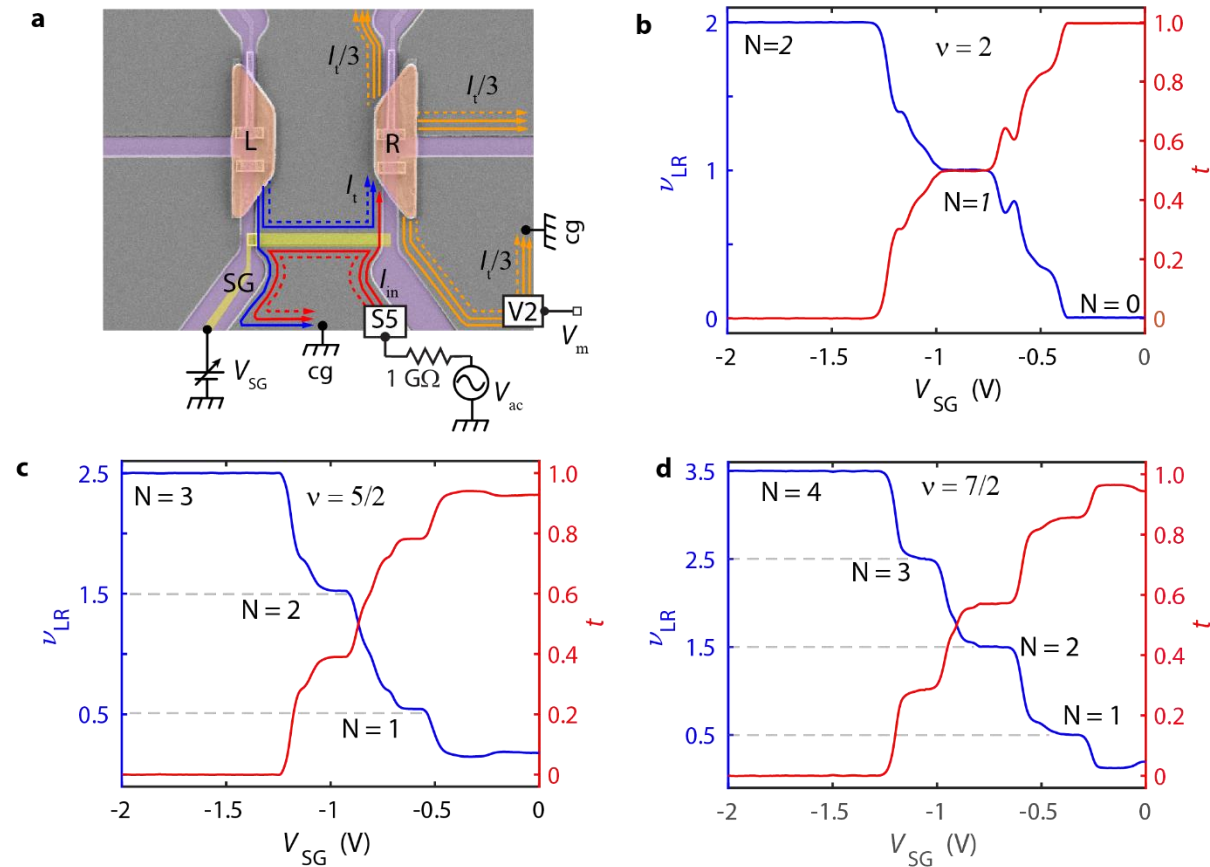 a
I_t/3
I_t/3
L
R
I_t
cg
SG
I_in
I_t/3
I_t/3
S5
V2
V_m
V_SG
cg
1 GΩ
V_ac
b
2
1
0
ν_LR
N=2
ν = 2
N=1
N = 0
1.0
0.8
0.6
0.4
0.2
0
t
-2
-1.5
-1
-0.5
0
V_SG (V)
c
2.5
1.5
0.5
ν_LR
N = 3
ν = 5/2
N = 2
N = 1
1.0
0.8
0.6
0.4
0.2
0
t
-2
-1.5
-1
-0.5
0
V_SG (V)
d
3.5
2.5
1.5
0.5
ν_LR
N = 4
ν = 7/2
N = 3
N = 2
N = 1
1.0
0.8
0.6
0.4
0.2
0
t
-2
-1.5
-1
-0.5
0
V_SG (V)